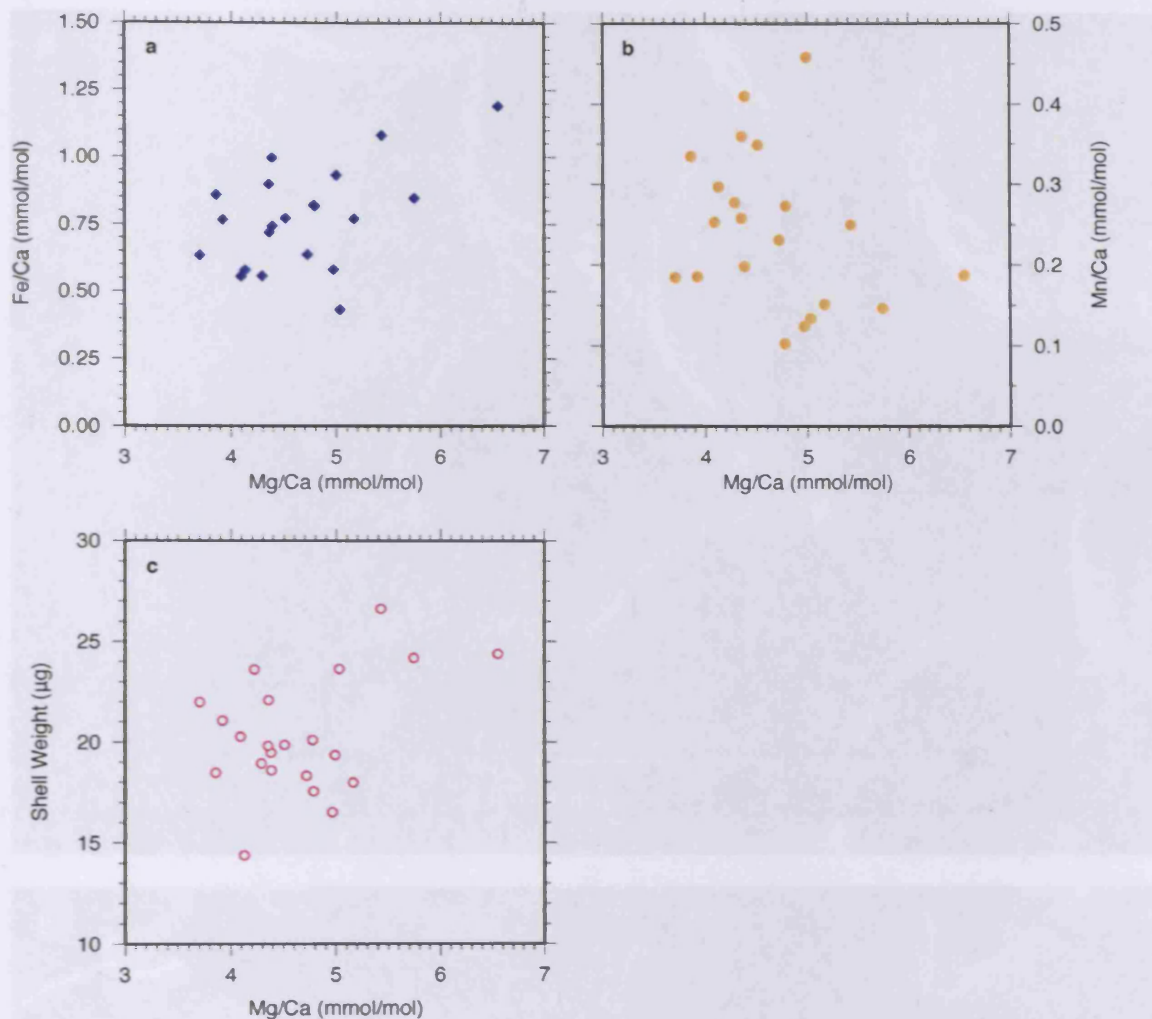 a
1.50
1.25
1.00
0.75
0.50
0.25
0.00
Fe/Ca (mmol/mol)
3 4 5 6 7
Mg/Ca (mmol/mol)
b
0.5
0.4
0.3
0.2
0.1
0.0
Mn/Ca (mmol/mol)
3 4 5 6 7
Mg/Ca (mmol/mol)
c
30
25
20
15
10
Shell Weight (µg)
3 4 5 6 7
Mg/Ca (mmol/mol)